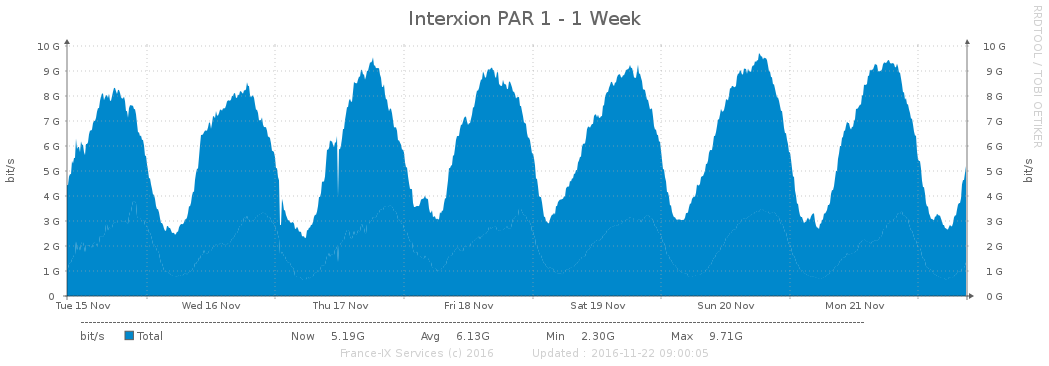 Interxion PAR 1 - 1 Week
RRDTOOL / TOBI OETIKER
bit/s
10 G 10 G
9 G 9 G
8 G 8 G
7 G 7 G
6 G 6 G
5 G 5 G
4 G 4 G
3 G 3 G
2 G 2 G
1 G 1 G
0 0 G
bit/s
Tue 15 Nov Wed 16 Nov Thu 17 Nov Fri 18 Nov Sat 19 Nov Sun 20 Nov Mon 21 Nov
bit/s Total Now 5.19G Avg 6.13G Min 2.30G Max 9.71G
France-IX Services (c) 2016 Updated : 2016-11-22 09:00:05